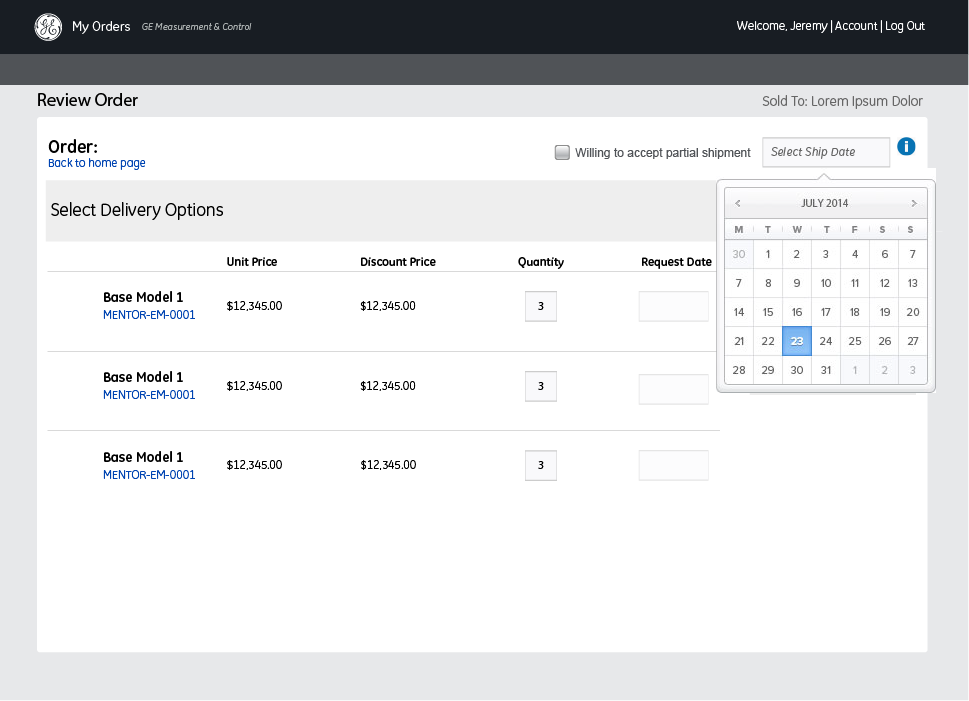 GE My Orders GE Measurement & Control Welcome, Jeremy | Account | Log Out
Review Order Sold To: Lorem Ipsum Dolor
Order:
Back to home page
Willing to accept partial shipment Select Ship Date i
Select Delivery Options
Unit Price Discount Price Quantity Request Date
Base Model 1
MENTOR-EM-0001
$12,345.00 $12,345.00 3
Base Model 1
MENTOR-EM-0001
$12,345.00 $12,345.00 3
Base Model 1
MENTOR-EM-0001
$12,345.00 $12,345.00 3
< JULY 2014 >
M T W T F S S
30 1 2 3 4 6 7
7 8 9 10 11 12 13
14 15 16 17 18 19 20
21 22 23 24 25 26 27
28 29 30 31 1 2 3